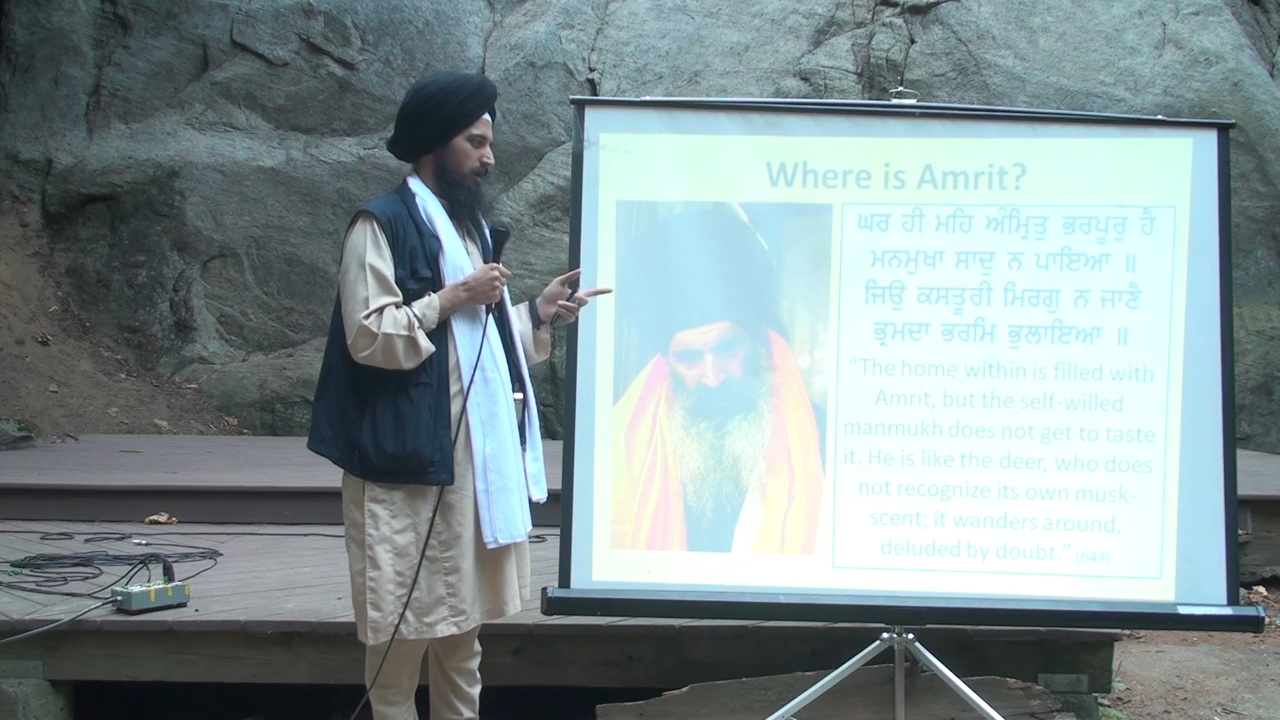 Where is Amrit?
ਘਰ ਹੀ ਮਹਿ ਅੰਮ੍ਰਿਤੁ ਭਰਪੂਰੁ ਹੈ
ਮਨਮੁਖਾ ਸਾਦੁ ਨ ਪਾਇਆ ॥
ਜਿਉ ਕਸਤੂਰੀ ਮਿਰਗੁ ਨ ਜਾਣੈ
ਭ੍ਰਮਦਾ ਭਰਮਿ ਭੁਲਾਇਆ ॥
“The home within is filled with
Amrit, but the self-willed
manmukh does not get to taste
it. He is like the deer, who does
not recognize its own musk-
scent; it wanders around,
deluded by doubt.” (644)